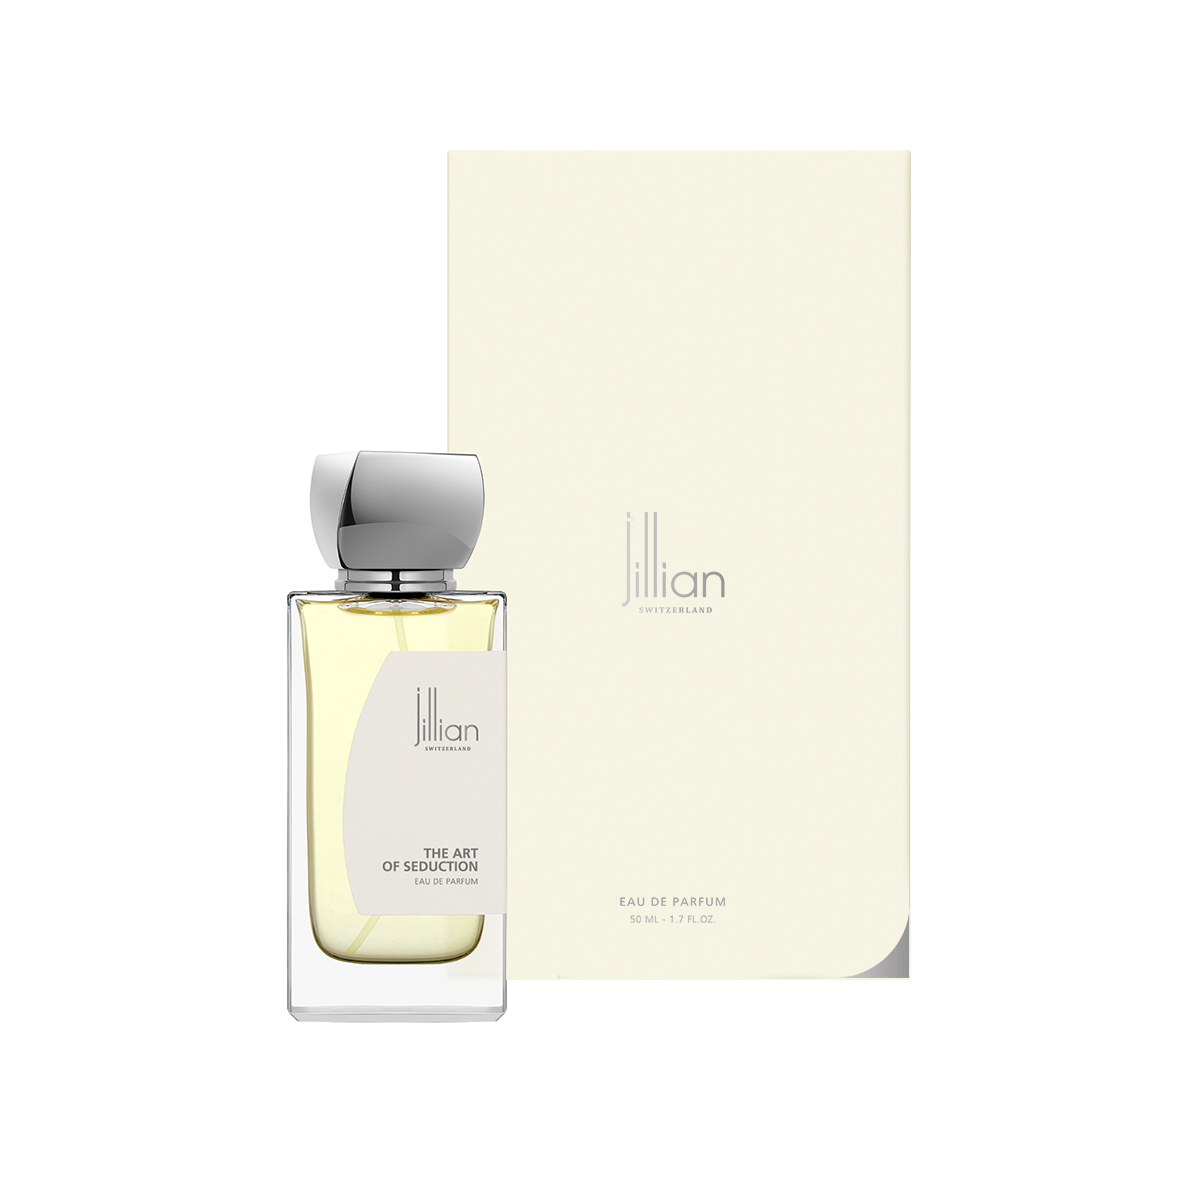 jillian
SWITZERLAND
THE ART
OF SEDUCTION
EAU DE PARFUM
jillian
SWITZERLAND
EAU DE PARFUM
50 ML - 1.7 FL.OZ.